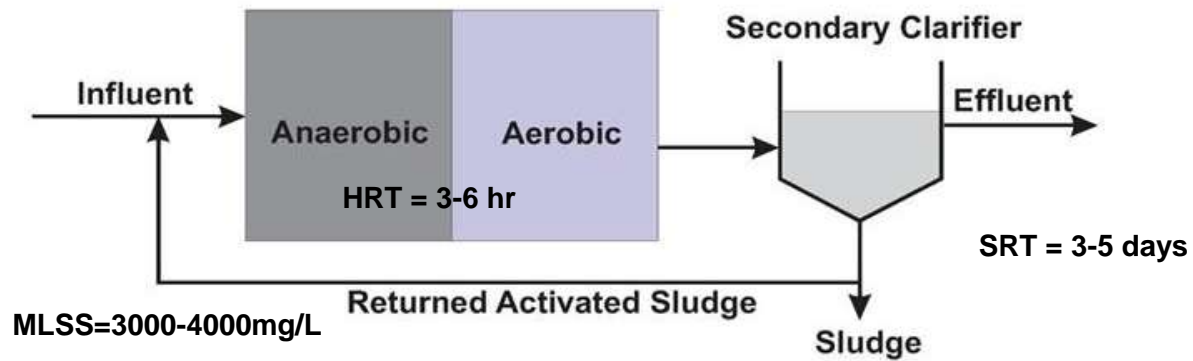 Secondary Clarifier
Influent
Effluent
Anaerobic
Aerobic
HRT = 3-6 hr
SRT = 3-5 days
Returned Activated Sludge
MLSS=3000-4000mg/L
Sludge